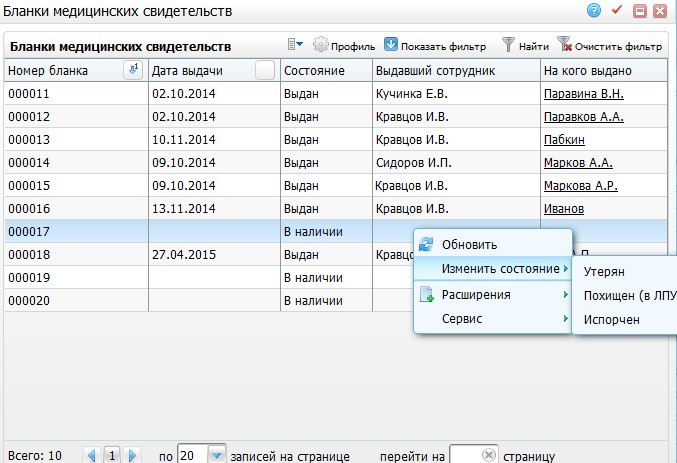 Бланки медицинских свидетельств
Бланки медицинских свидетельств Профиль Показать фильтр Найти Очистить фильтр
Номер бланка Дата выдачи Состояние Выдавший сотрудник На кого выдано
000011 02.10.2014 Выдан Кучинка Е.В. Паравина В.Н.
000012 02.10.2014 Выдан Кравцов И.В. Паравков А.А.
000013 10.11.2014 Выдан Кравцов И.В. Пабкин
000014 09.10.2014 Выдан Сидоров И.П. Марков А.А.
000015 09.10.2014 Выдан Кравцов И.В. Маркова А.Р.
000016 13.11.2014 Выдан Кравцов И.В. Иванов
000017 В наличии
000018 27.04.2015 Выдан
000019 В наличии
000020 В наличии
Обновить
Изменить состояние
Расширения
Сервис
Утерян
Похищен (в ЛПУ
Испорчен
Всего: 10 1 по 20 записей на странице перейти на страницу